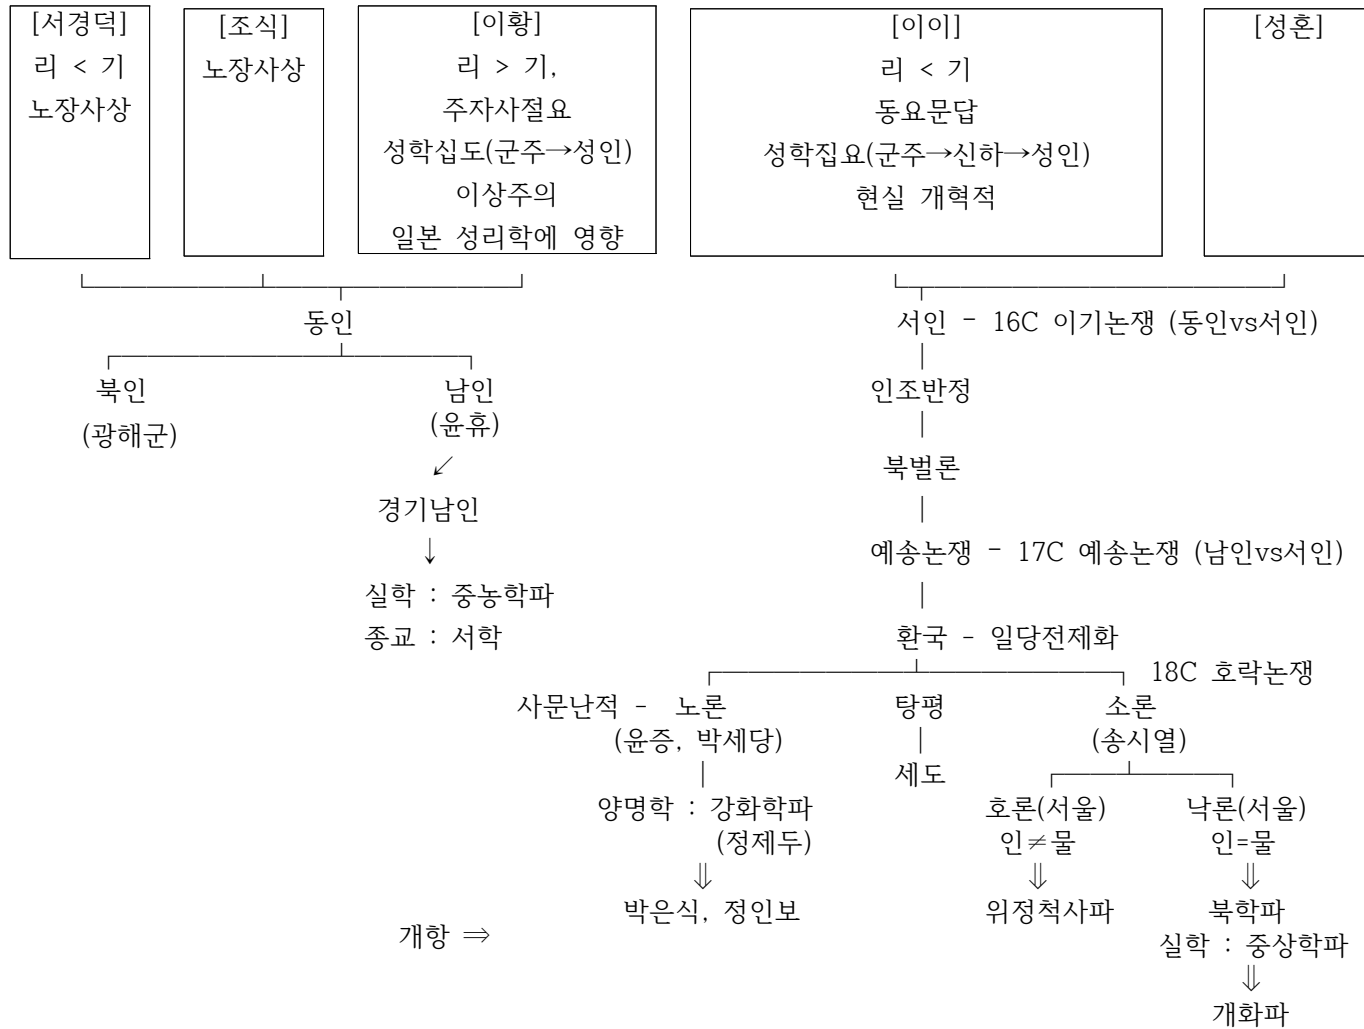 [서경덕]
리 < 기
노장사상
[조식]
노장사상
[이황]
리 > 기,
주자사절요
성학십도(군주→성인)
이상주의
일본 성리학에 영향
[이이]
리 < 기
동요문답
성학집요(군주→신하→성인)
현실 개혁적
[성혼]
동인
서인 - 16C 이기논쟁 (동인vs서인)
북인
(광해군)
남인
(윤휴)
↙
경기남인
↓
실학 : 중농학파
종교 : 서학
인조반정
북벌론
예송논쟁 - 17C 예송논쟁 (남인vs서인)
환국 - 일당전제화
18C 호락논쟁
사문난적 - 노론
(윤증, 박세당)
탕평
소론
(송시열)
세도
양명학 : 강화학파
(정제두)
⇓
박은식, 정인보
호론(서울)
인≠물
⇓
위정척사파
낙론(서울)
인=물
⇓
북학파
실학 : 중상학파
⇓
개화파
개항 ⇒